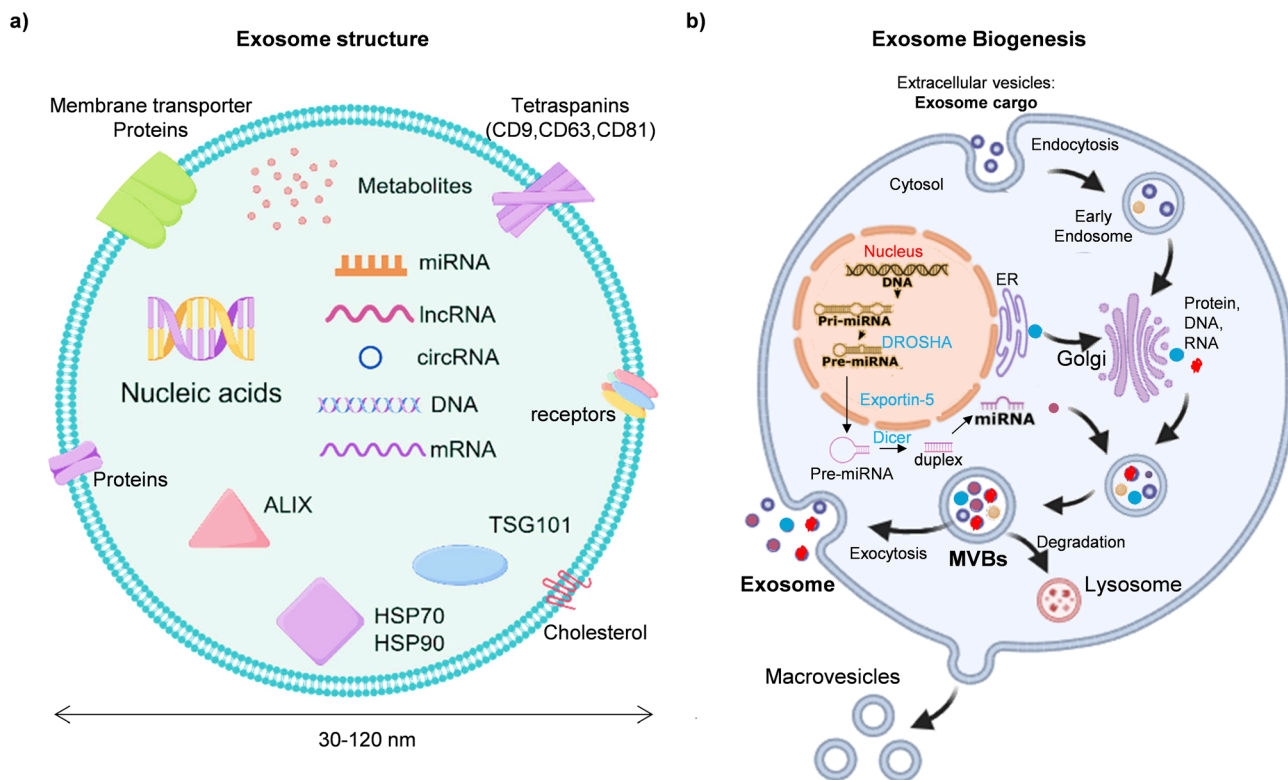 a)
Exosome structure
Membrane transporter
Proteins
Tetraspanins
(CD9,CD63,CD81)
Metabolites
miRNA
lncRNA
circRNA
DNA
mRNA
Nucleic acids
receptors
Proteins
ALIX
TSG101
HSP70
HSP90
Cholesterol
30-120 nm
b)
Exosome Biogenesis
Extracellular vesicles:
Exosome cargo
Endocytosis
Cytosol
Early
Endosome
Nucleus
DNA
Pri-miRNA
DROSHA
Pre-miRNA
Exportin-5
ER
Golgi
Protein,
DNA,
RNA
miRNA
Dicer
Pre-miRNA
duplex
Exocytosis
MVBs
Degradation
Exosome
Lysosome
Macrovesicles